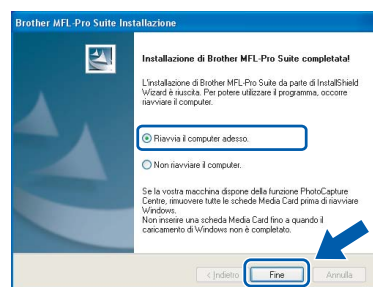 Brother MFL-Pro Suite Installazione
Installazione di Brother MFL-Pro Suite completata!
L'installazione di Brother MFL-Pro Suite da parte di InstallShield
Wizard è riuscita. Per potere utilizzare il programma, occorre
riavviare il computer.
Riavvia il computer adesso.
Non riavviare il computer.
Se la vostra macchina dispone della funzione PhotoCapture
Centre, rimuovere tutte le schede Media Card prima di riavviare
Windows.
Non inserire una scheda Media Card fino a quando il
caricamento di Windows non è completato.
< Indietro Fine Annulla